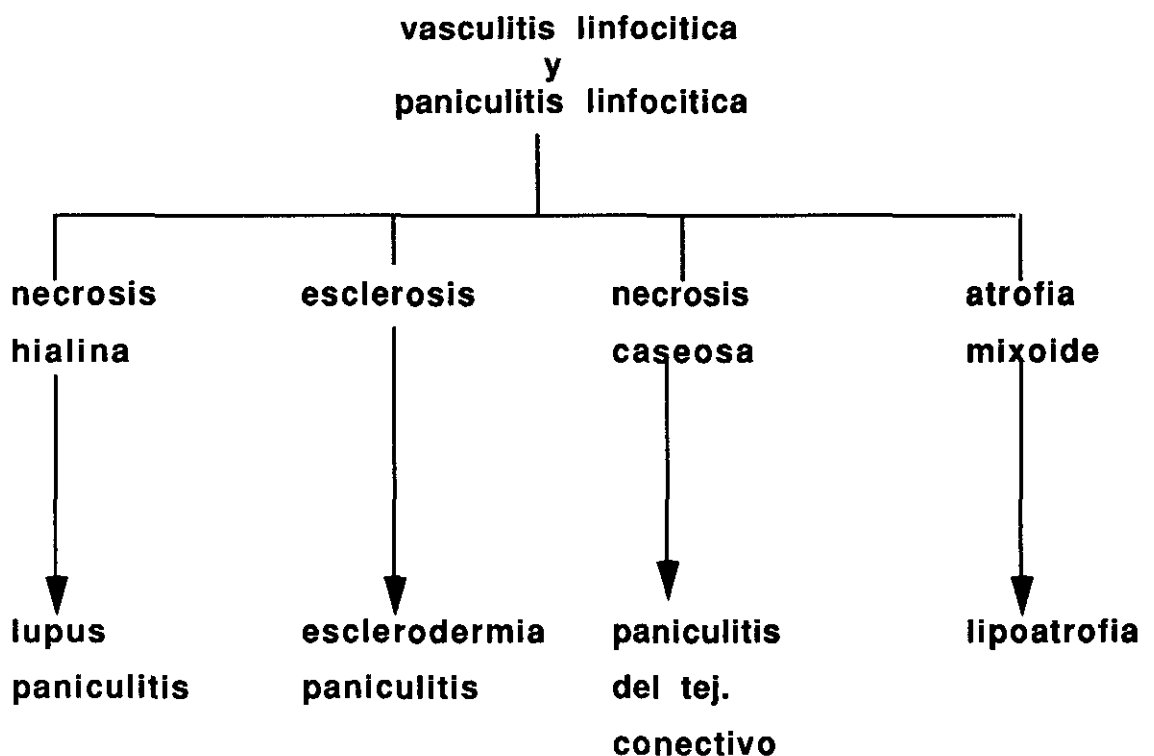 vasculitis linfocitica
y
paniculitis linfocitica
necrosis
hialina
esclerosis
necrosis
caseosa
atrofia
mixoide
lupus
paniculitis
esclerodermia
paniculitis
paniculitis
del tej.
conectivo
lipoatrofia